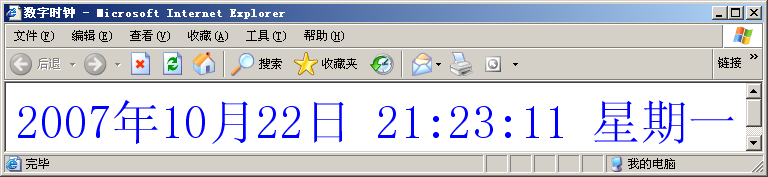 数字时钟 - Microsoft Internet Explorer
文件(F) 编辑(E) 查看(V) 收藏(A) 工具(T) 帮助(H)
后退 搜索 收藏夹 链接 »
2007年10月22日 21:23:11 星期一
完毕 我的电脑